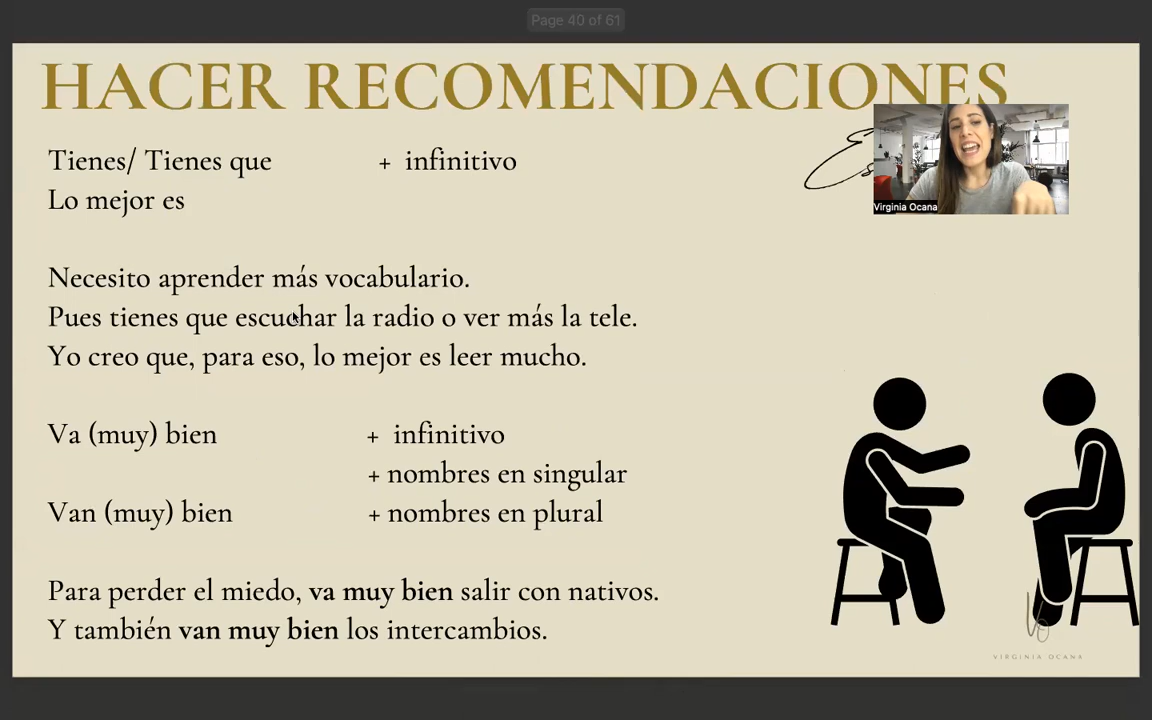 Page 40 of 61
HACER RECOMENDACIONES
Tienes/ Tienes que + infinitivo
Lo mejor es
Virginia Ocana
Necesito aprender más vocabulario.
Pues tienes que escuchar la radio o ver más la tele.
Yo creo que, para eso, lo mejor es leer mucho.
Va (muy) bien + infinitivo
+ nombres en singular
Van (muy) bien + nombres en plural
Para perder el miedo, va muy bien salir con nativos.
Y también van muy bien los intercambios.
VIRGINIA OCANA